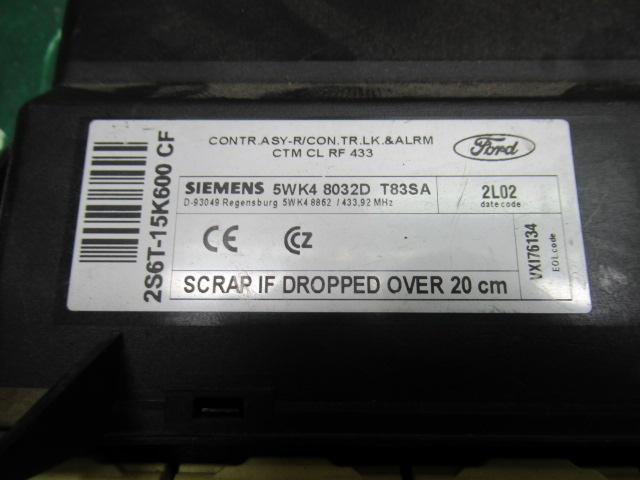 CONTR.ASY-R/CON.TR.LK.&ALRM
CTM CL RF 433
Ford
2S6T-15K600 CF
SIEMENS 5WK4 8032D T83SA
D-93049 Regensburg 5WK4 8862 / 433,92 MHz
2L02
date code
CE CZ
VXI76134
EOL code
SCRAP IF DROPPED OVER 20 cm